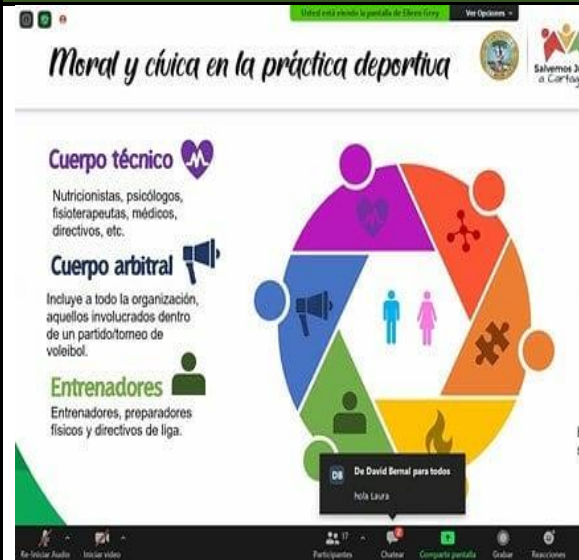 Usted está viendo la pantalla de Eileen Grey
Ver Opciones
Moral y cívica en la práctica deportiva
Salvemos
a Cartag
Cuerpo técnico
Nutricionistas, psicólogos,
fisioterapeutas, médicos,
directivos, etc.
Cuerpo arbitral
Incluye a todo la organización,
aquellos involucrados dentro
de un partido/torneo de
voleibol.
Entrenadores
Entrenadores, preparadores
físicos y directivos de liga.
DB
De David Bernal para todos
hola Laura
Re-Iniciar Audio
Iniciar video
17
Participantes
Chatear
Compartir pantalla
Grabar
Reacciones